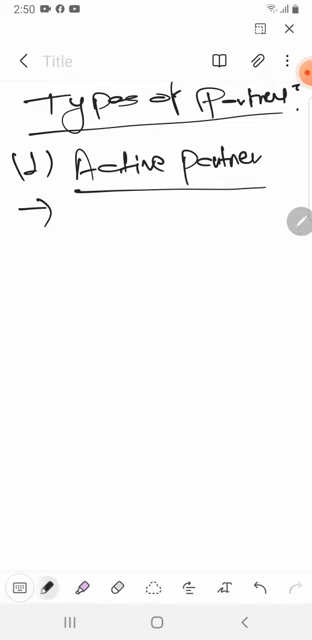 2:50
Title
Types of Partner:
(1) Active partner
→